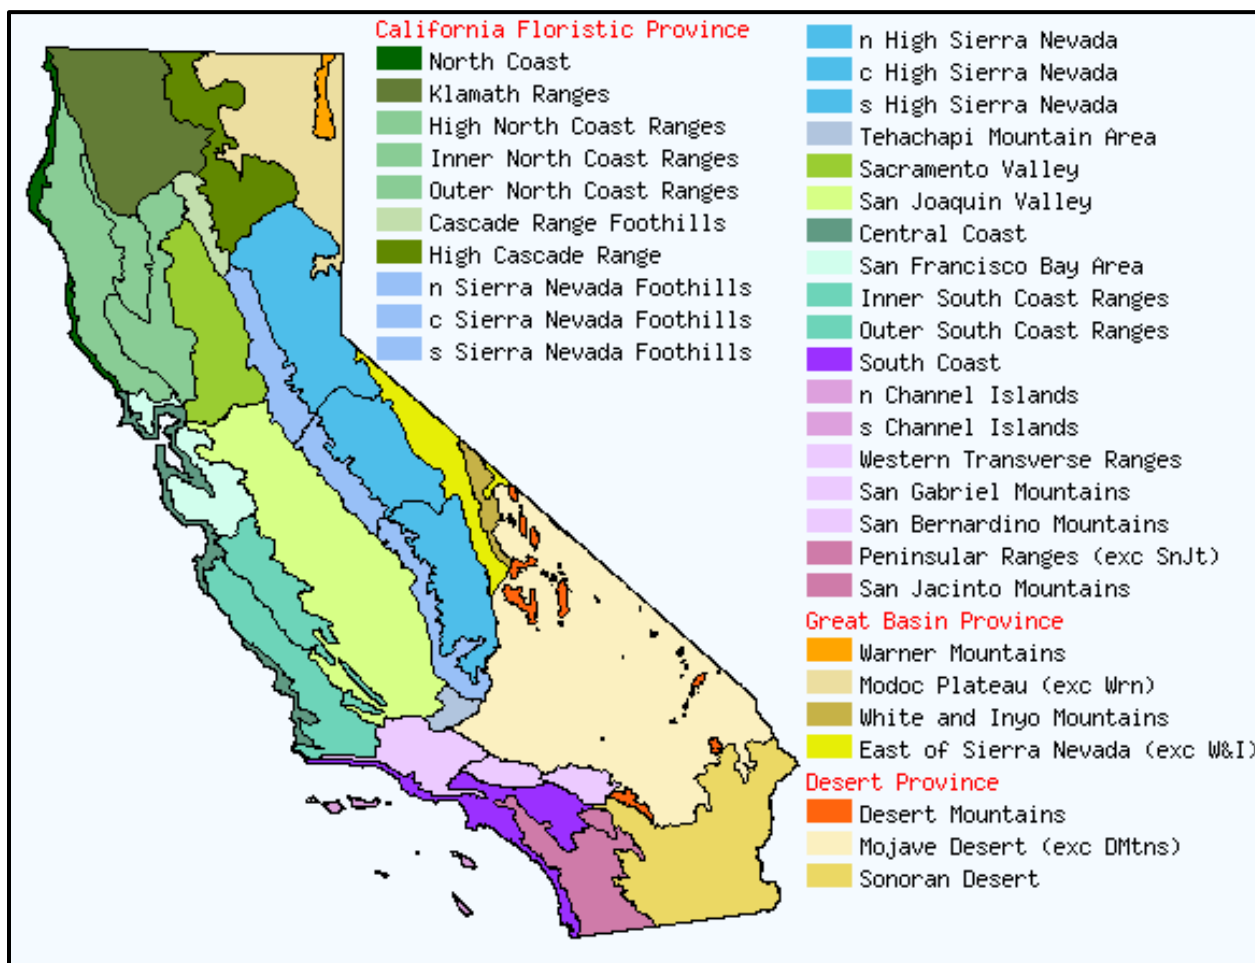 California Floristic Province
North Coast
Klamath Ranges
High North Coast Ranges
Inner North Coast Ranges
Outer North Coast Ranges
Cascade Range Foothills
High Cascade Range
n Sierra Nevada Foothills
c Sierra Nevada Foothills
s Sierra Nevada Foothills
n High Sierra Nevada
c High Sierra Nevada
s High Sierra Nevada
Tehachapi Mountain Area
Sacramento Valley
San Joaquin Valley
Central Coast
San Francisco Bay Area
Inner South Coast Ranges
Outer South Coast Ranges
South Coast
n Channel Islands
s Channel Islands
Western Transverse Ranges
San Gabriel Mountains
San Bernardino Mountains
Peninsular Ranges (exc SnJt)
San Jacinto Mountains
Great Basin Province
Warner Mountains
Modoc Plateau (exc Wrn)
White and Inyo Mountains
East of Sierra Nevada (exc W&I)
Desert Province
Desert Mountains
Mojave Desert (exc DMtns)
Sonoran Desert